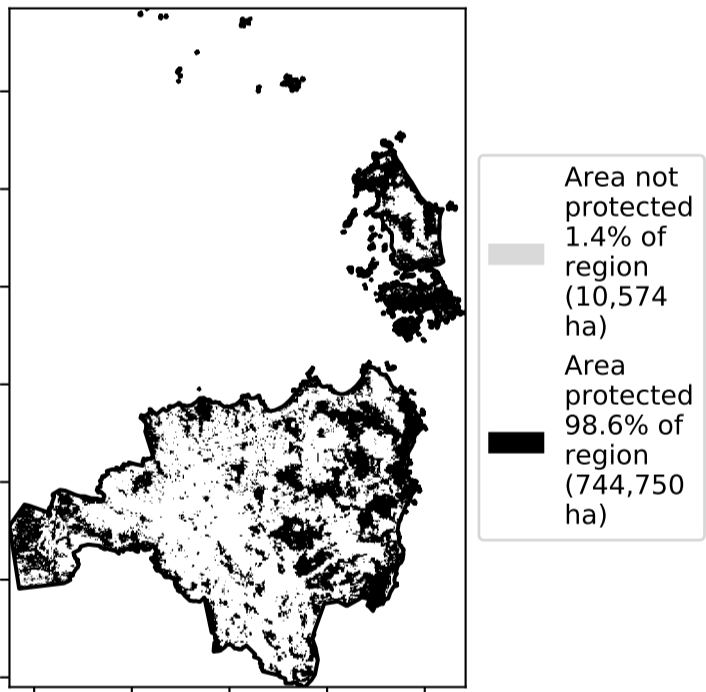 Area not
protected
1.4% of
region
(10,574
ha)
Area
protected
98.6% of
region
(744,750
ha)